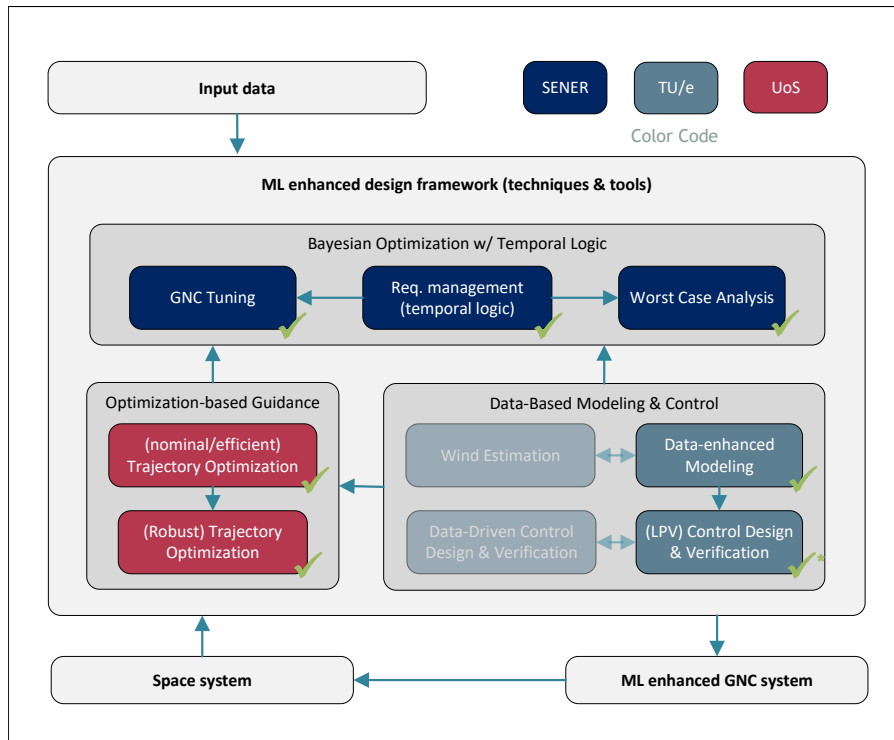 Input data
SENER
TU/e
UoS
Color Code
ML enhanced design framework (techniques & tools)
Bayesian Optimization w/ Temporal Logic
GNC Tuning
Req. management
(temporal logic)
Worst Case Analysis
Optimization-based Guidance
(nominal/efficient)
Trajectory Optimization
(Robust) Trajectory
Optimization
Data-Based Modeling & Control
Wind Estimation
Data-enhanced
Modeling
Data-Driven Control
Design & Verification
(LPV) Control Design
& Verification
*
Space system
ML enhanced GNC system